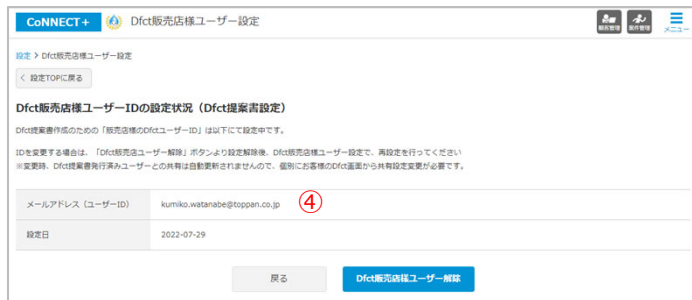 CoNNECT+ Dfct販売店様ユーザー設定 顧客管理 案件管理 メニュー
設定 > Dfct販売店様ユーザー設定
< 設定TOPに戻る
Dfct販売店様ユーザーIDの設定状況（Dfct提案書設定）
Dfct提案書作成のための「販売店様のDfctユーザーID」は以下にて設定中です。
IDを変更する場合は、「Dfct販売店ユーザー解除」ボタンより設定解除後、Dfct販売店様ユーザー設定で、再設定を行ってください
※変更時、Dfct提案書発行済みユーザーとの共有は自動更新されませんので、個別にお客様のDfct画面から共有設定変更が必要です。
メールアドレス（ユーザーID） kumiko.watanabe@toppan.co.jp ④
設定日 2022-07-29
戻る Dfct販売店様ユーザー解除